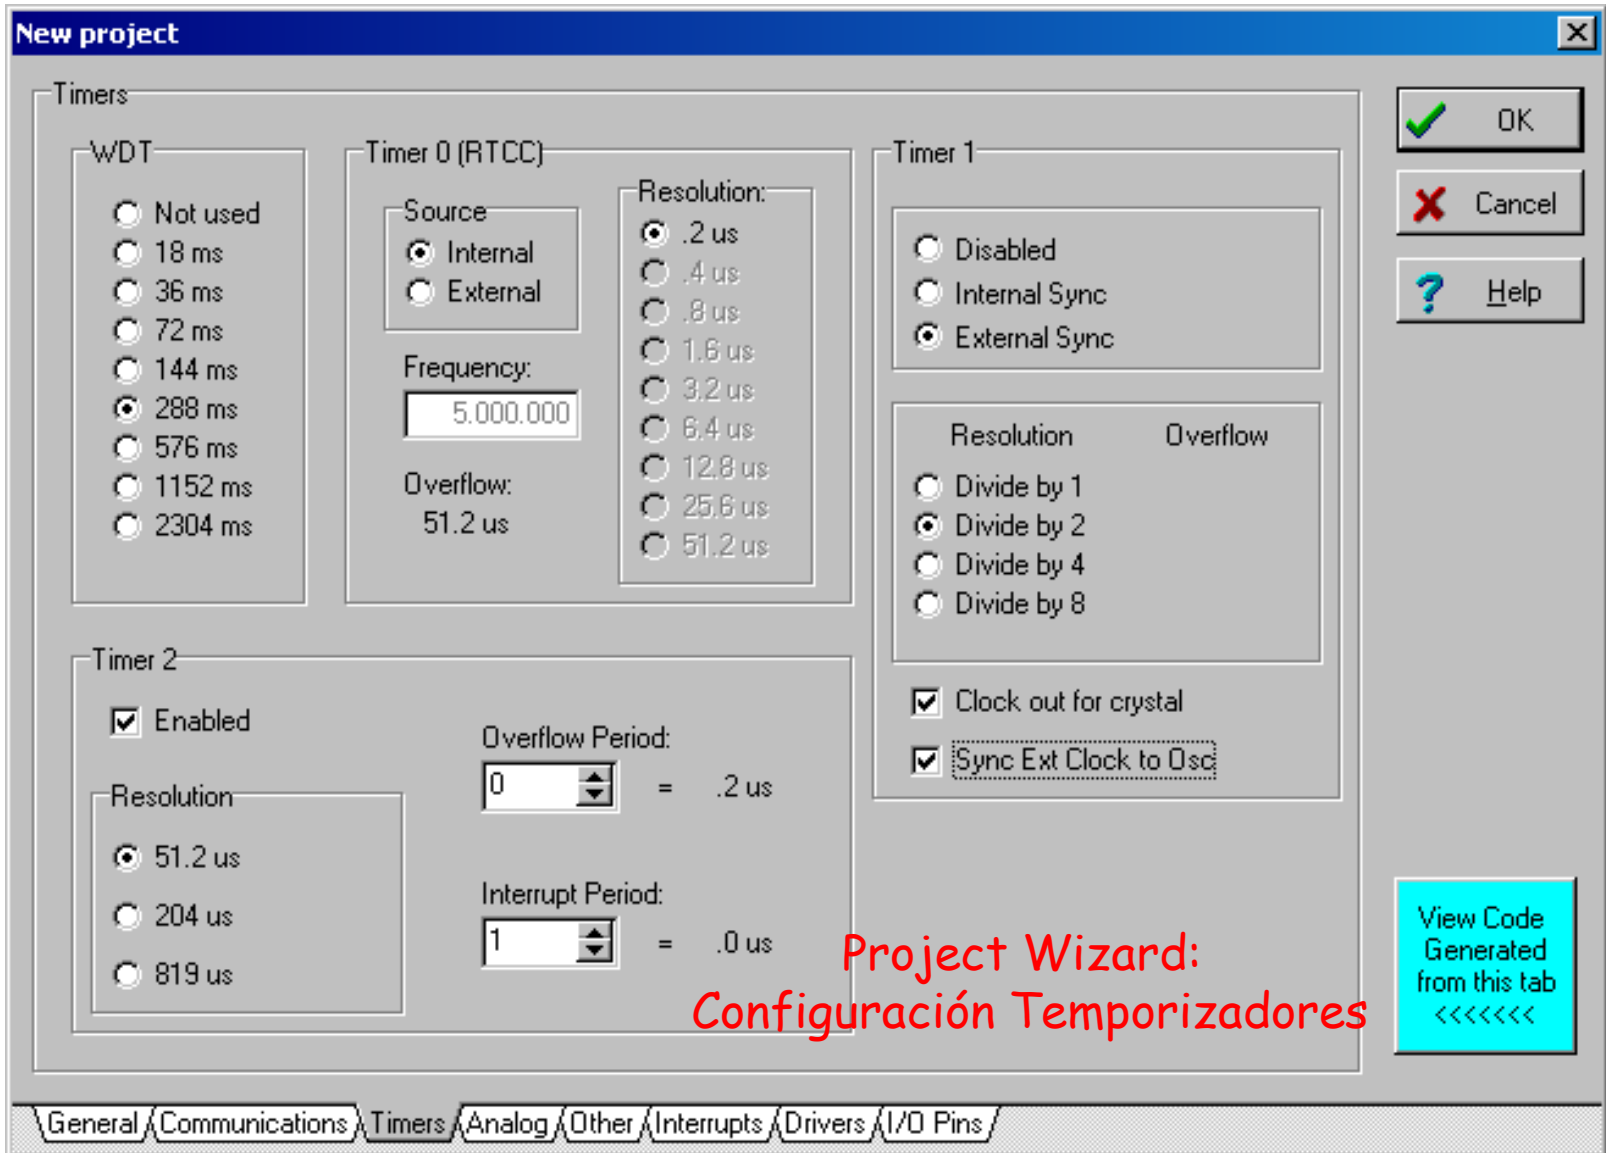 New project
Timers
WDT
Not used
18 ms
36 ms
72 ms
144 ms
288 ms
576 ms
1152 ms
2304 ms
Timer 0 (RTCC)
Source
Internal
External
Frequency:
5.000.000
Overflow:
51.2 us
Resolution:
.2 us
.4 us
.8 us
1.6 us
3.2 us
6.4 us
12.8 us
25.6 us
51.2 us
Timer 1
Disabled
Internal Sync
External Sync
Resolution Overflow
Divide by 1
Divide by 2
Divide by 4
Divide by 8
Clock out for crystal
Sync Ext Clock to Osc
OK
Cancel
Help
Timer 2
Enabled
Resolution
51.2 us
204 us
819 us
Overflow Period:
0 = .2 us
Interrupt Period:
1 = .0 us
Project Wizard:
Configuración Temporizadores
View Code
Generated
from this tab
<<<<<<<
General Communications Timers Analog Other Interrupts Drivers I/O Pins